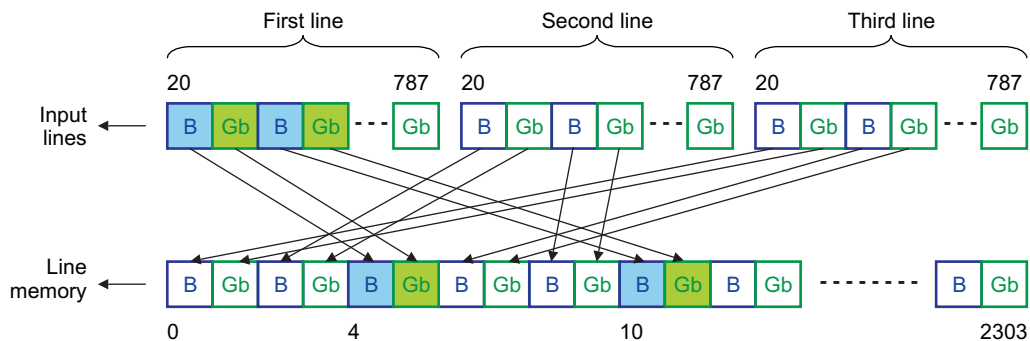 First line Second line Third line
20 787 20 787 20 787
Input lines B Gb B Gb Gb B Gb B Gb Gb B Gb B Gb Gb
Line memory B Gb B Gb B Gb B Gb B Gb B Gb B Gb B Gb
0 4 10 2303